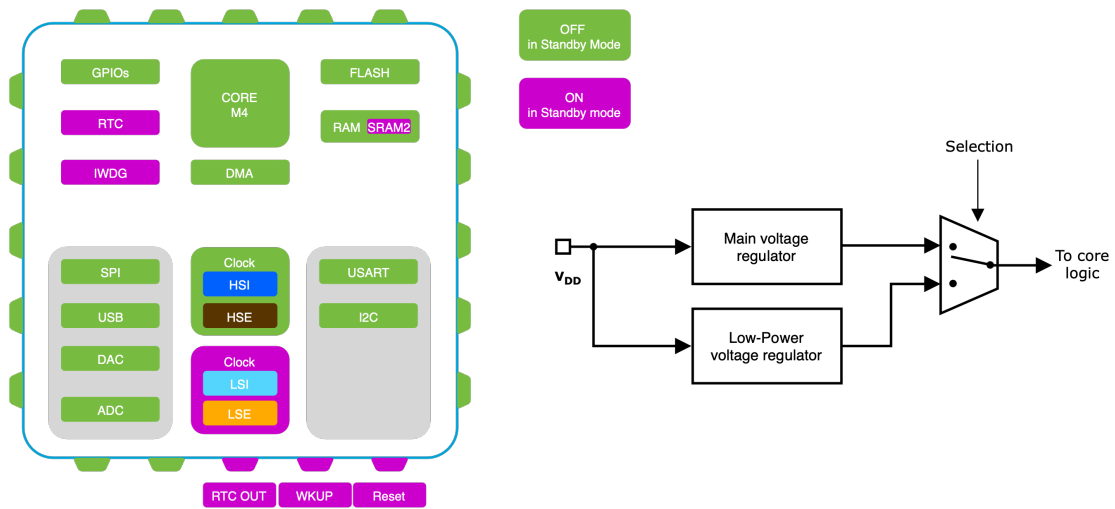 GPIOs
RTC
IWDG
CORE
M4
DMA
FLASH
RAM SRAM2
SPI
USB
DAC
ADC
Clock
HSI
HSE
Clock
LSI
LSE
USART
I2C
RTC OUT
WKUP
Reset
OFF
in Standby Mode
ON
in Standby mode
Selection
VDD
Main voltage
regulator
Low-Power
voltage regulator
To core
logic